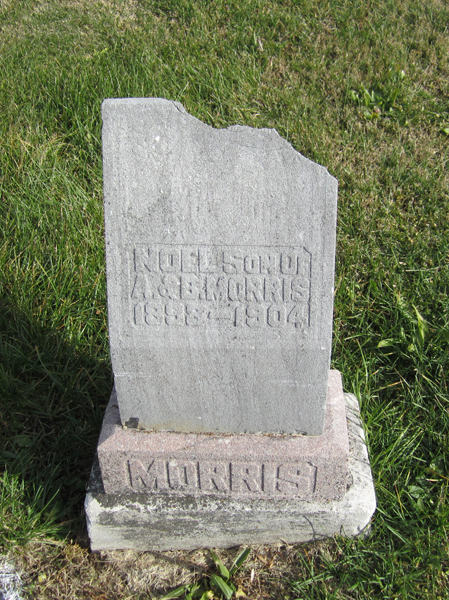 NOEL SON OF
A. & B. MORRIS
1898 – 1904
MORRIS